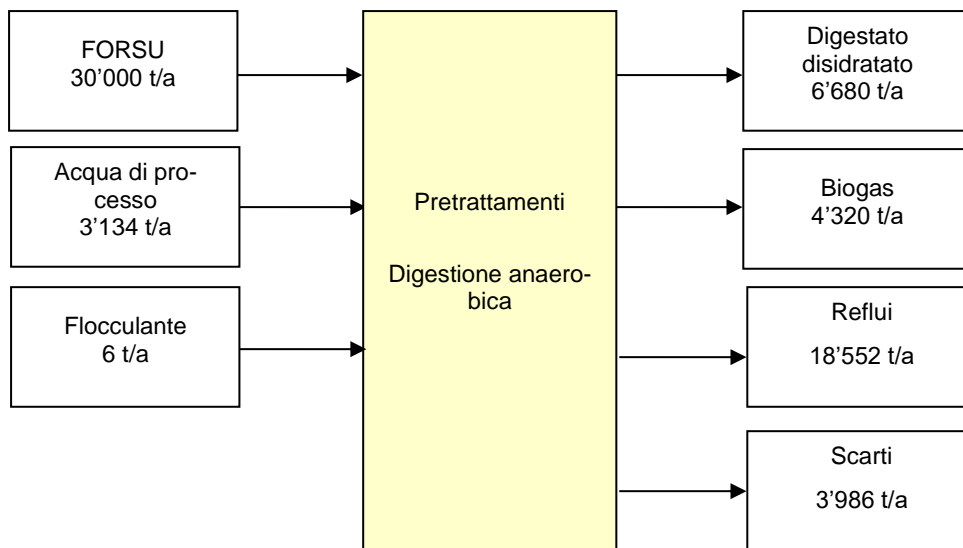 FORSU
30’000 t/a
Acqua di pro-
cesso
3’134 t/a
Flocculante
6 t/a
Pretrattamenti
Digestione anaero-
bica
Digestato
disidratato
6’680 t/a
Biogas
4’320 t/a
Reflui
18’552 t/a
Scarti
3’986 t/a